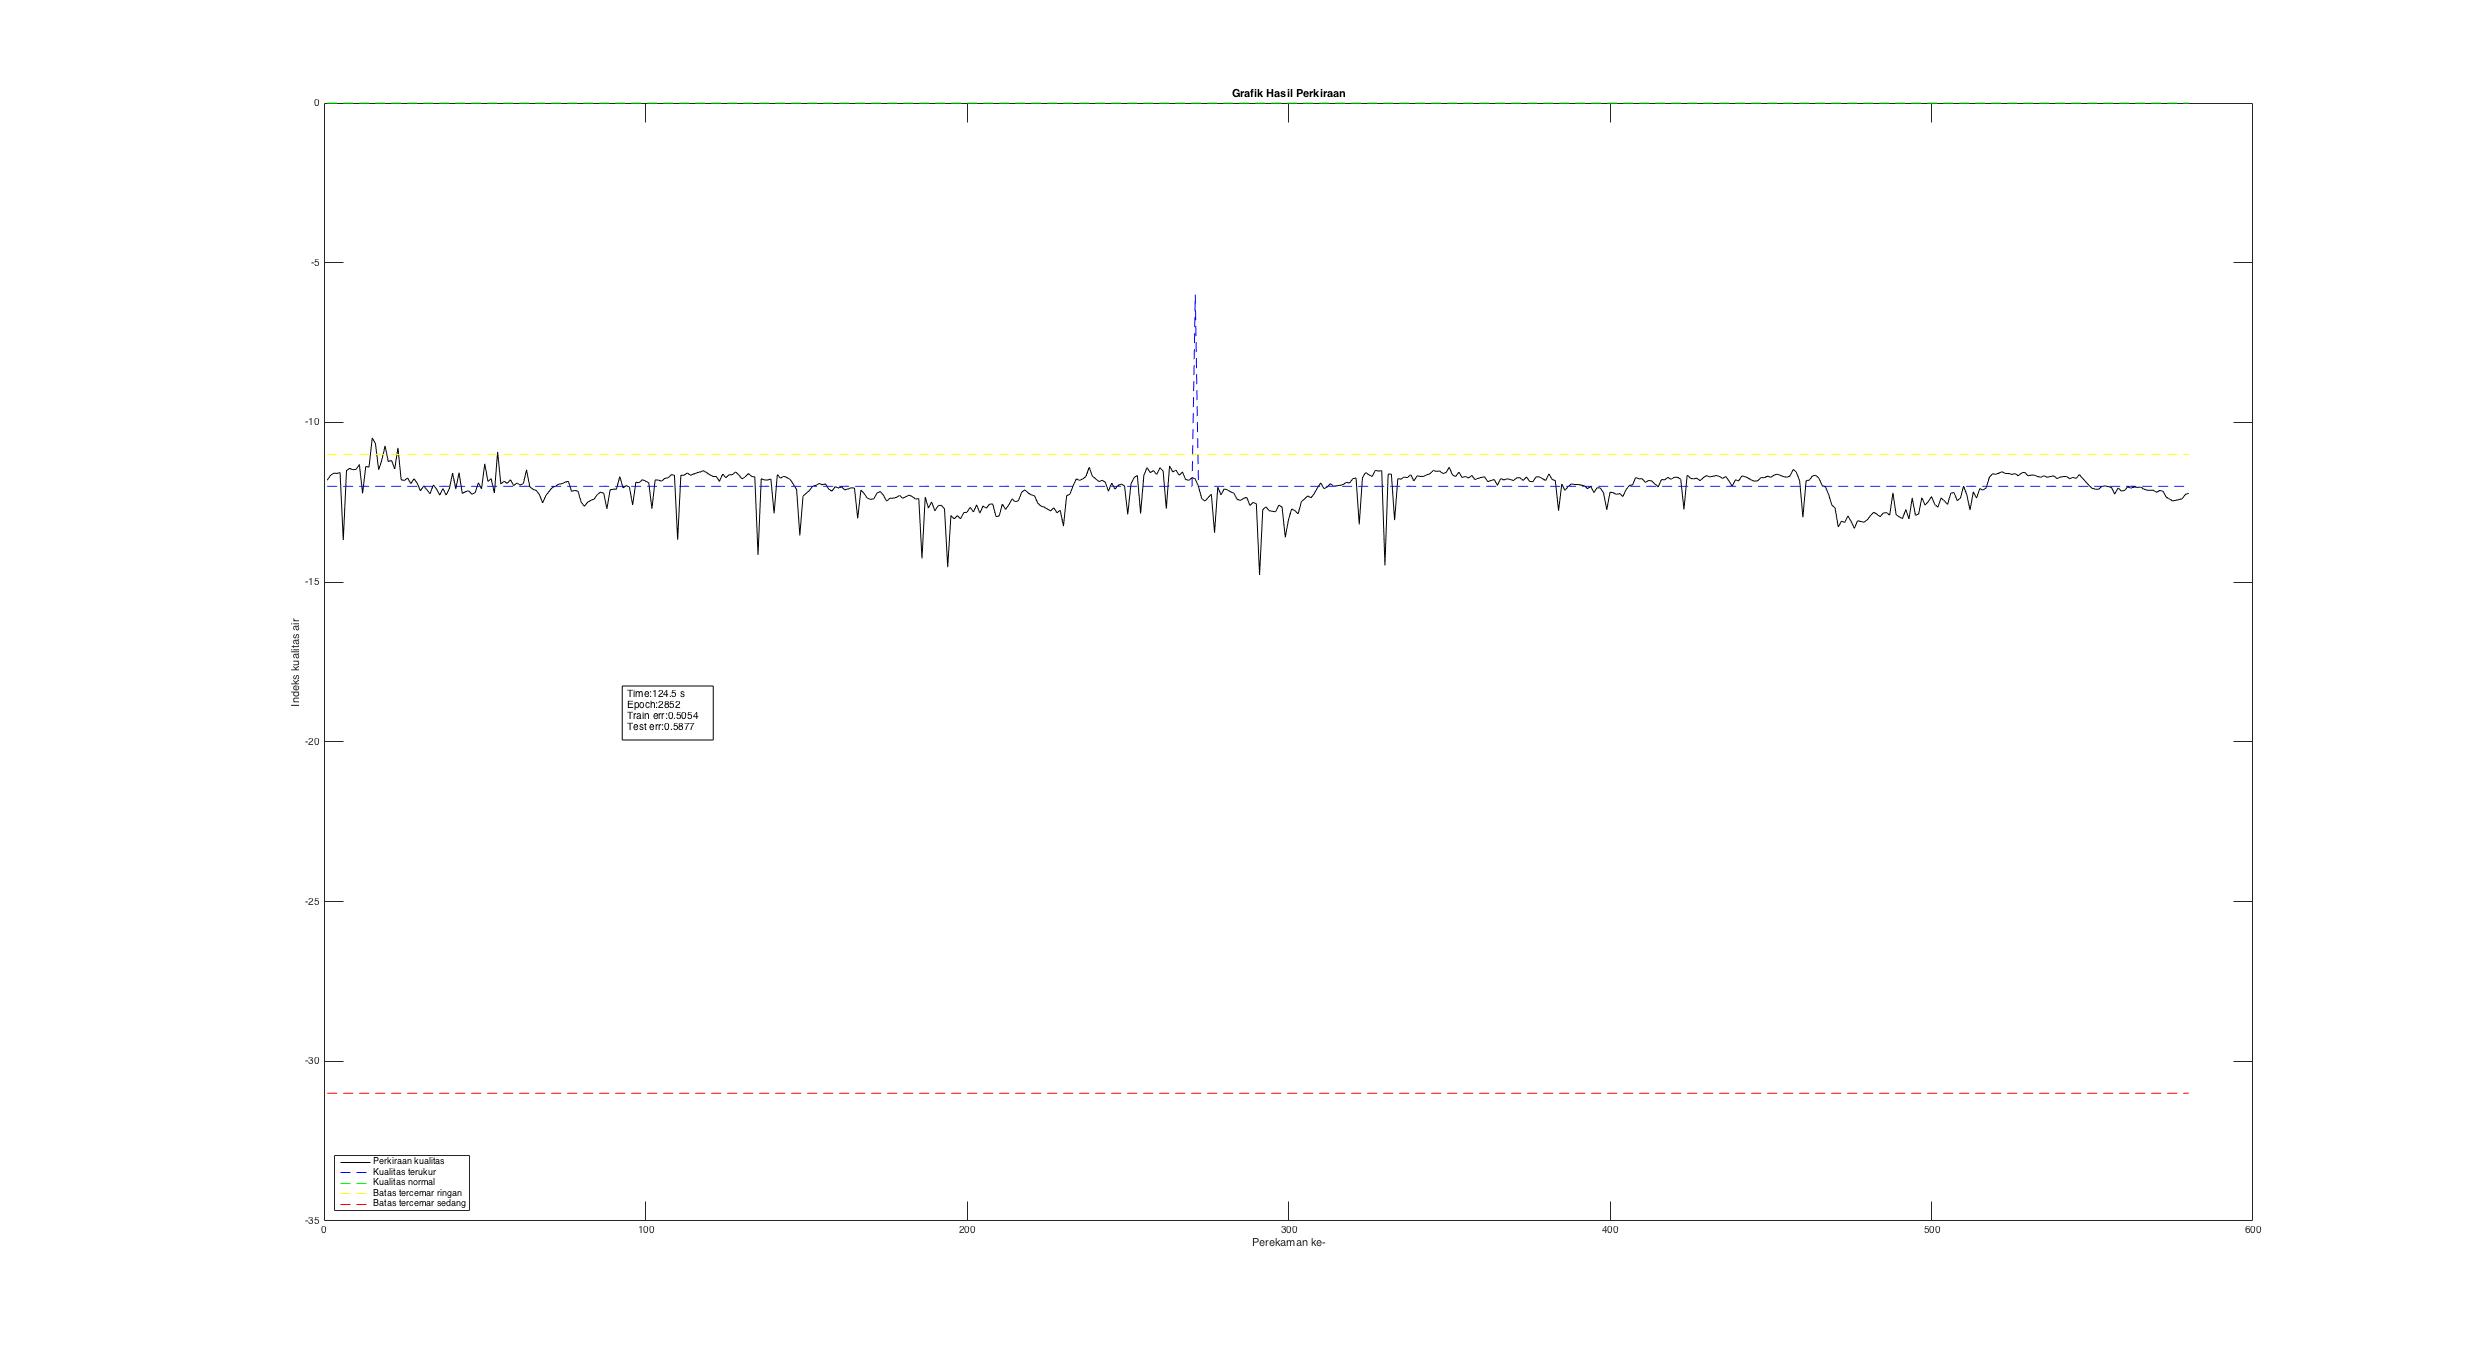 Grafik Hasil Perkiraan
0
-5
-10
-15
-20
-25
-30
-35
Indeks kualitas air
Time:124.5 s
Epoch:2852
Train err:0.5054
Test err:0.5877
Perkiraan kualitas
Kualitas terukur
Kualitas normal
Batas tercemar ringan
Batas tercemar sedang
0 100 200 300 400 500 600
Perekaman ke-